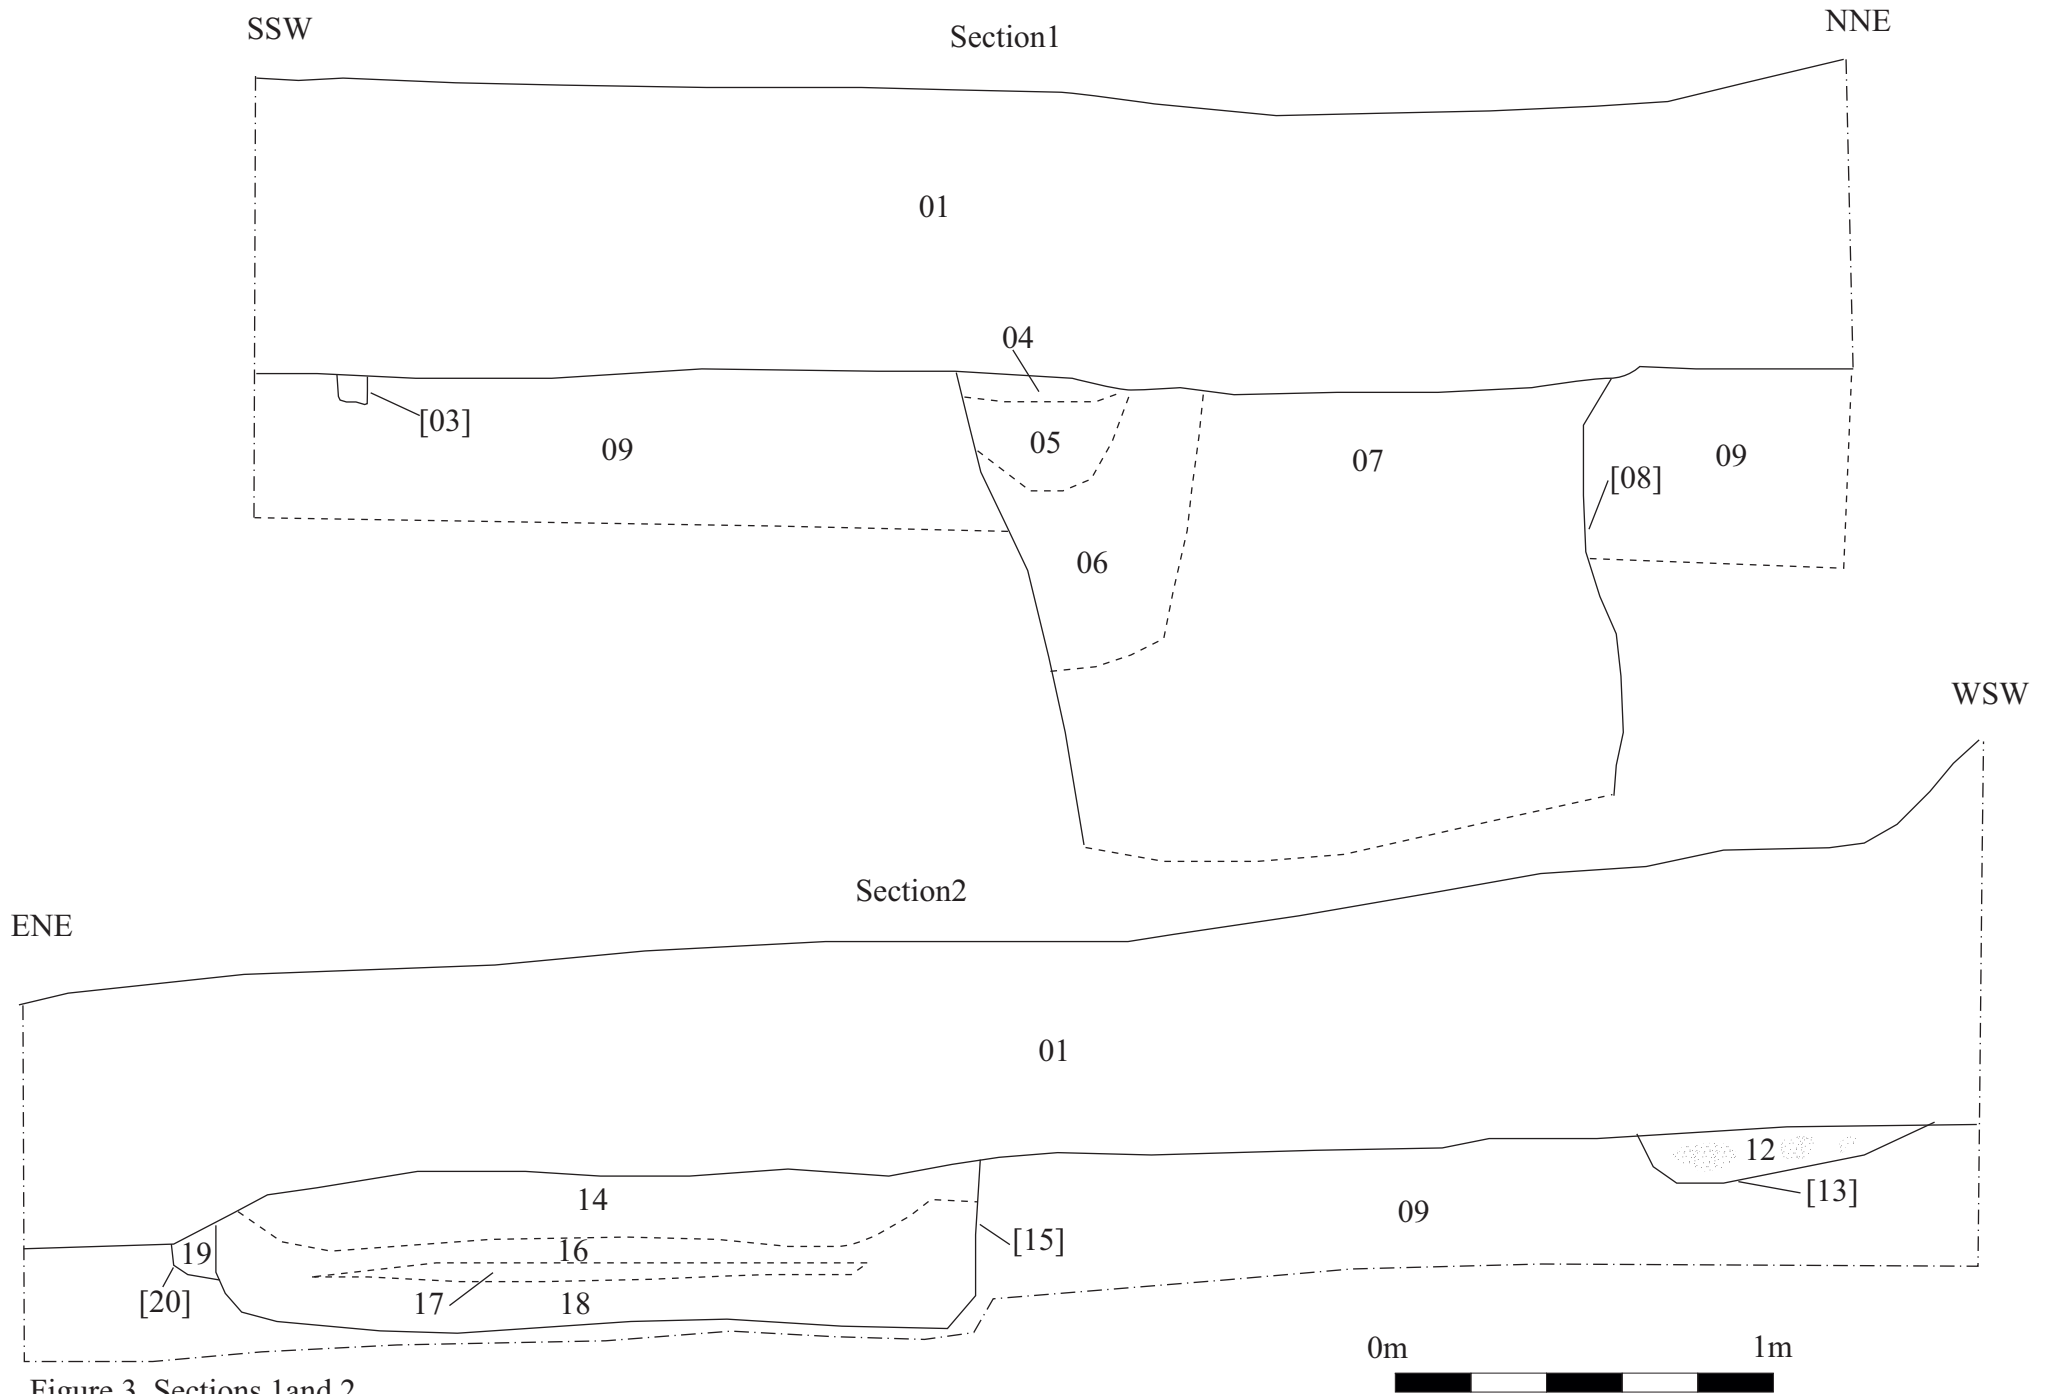 SSW
Section1
NNE
01
04
[03]
09
05
07
09
[08]
06
WSW
Section2
ENE
01
12
[13]
14
09
19
16
[15]
[20]
17
18
0m
1m
Figure 3. Sections 1and 2